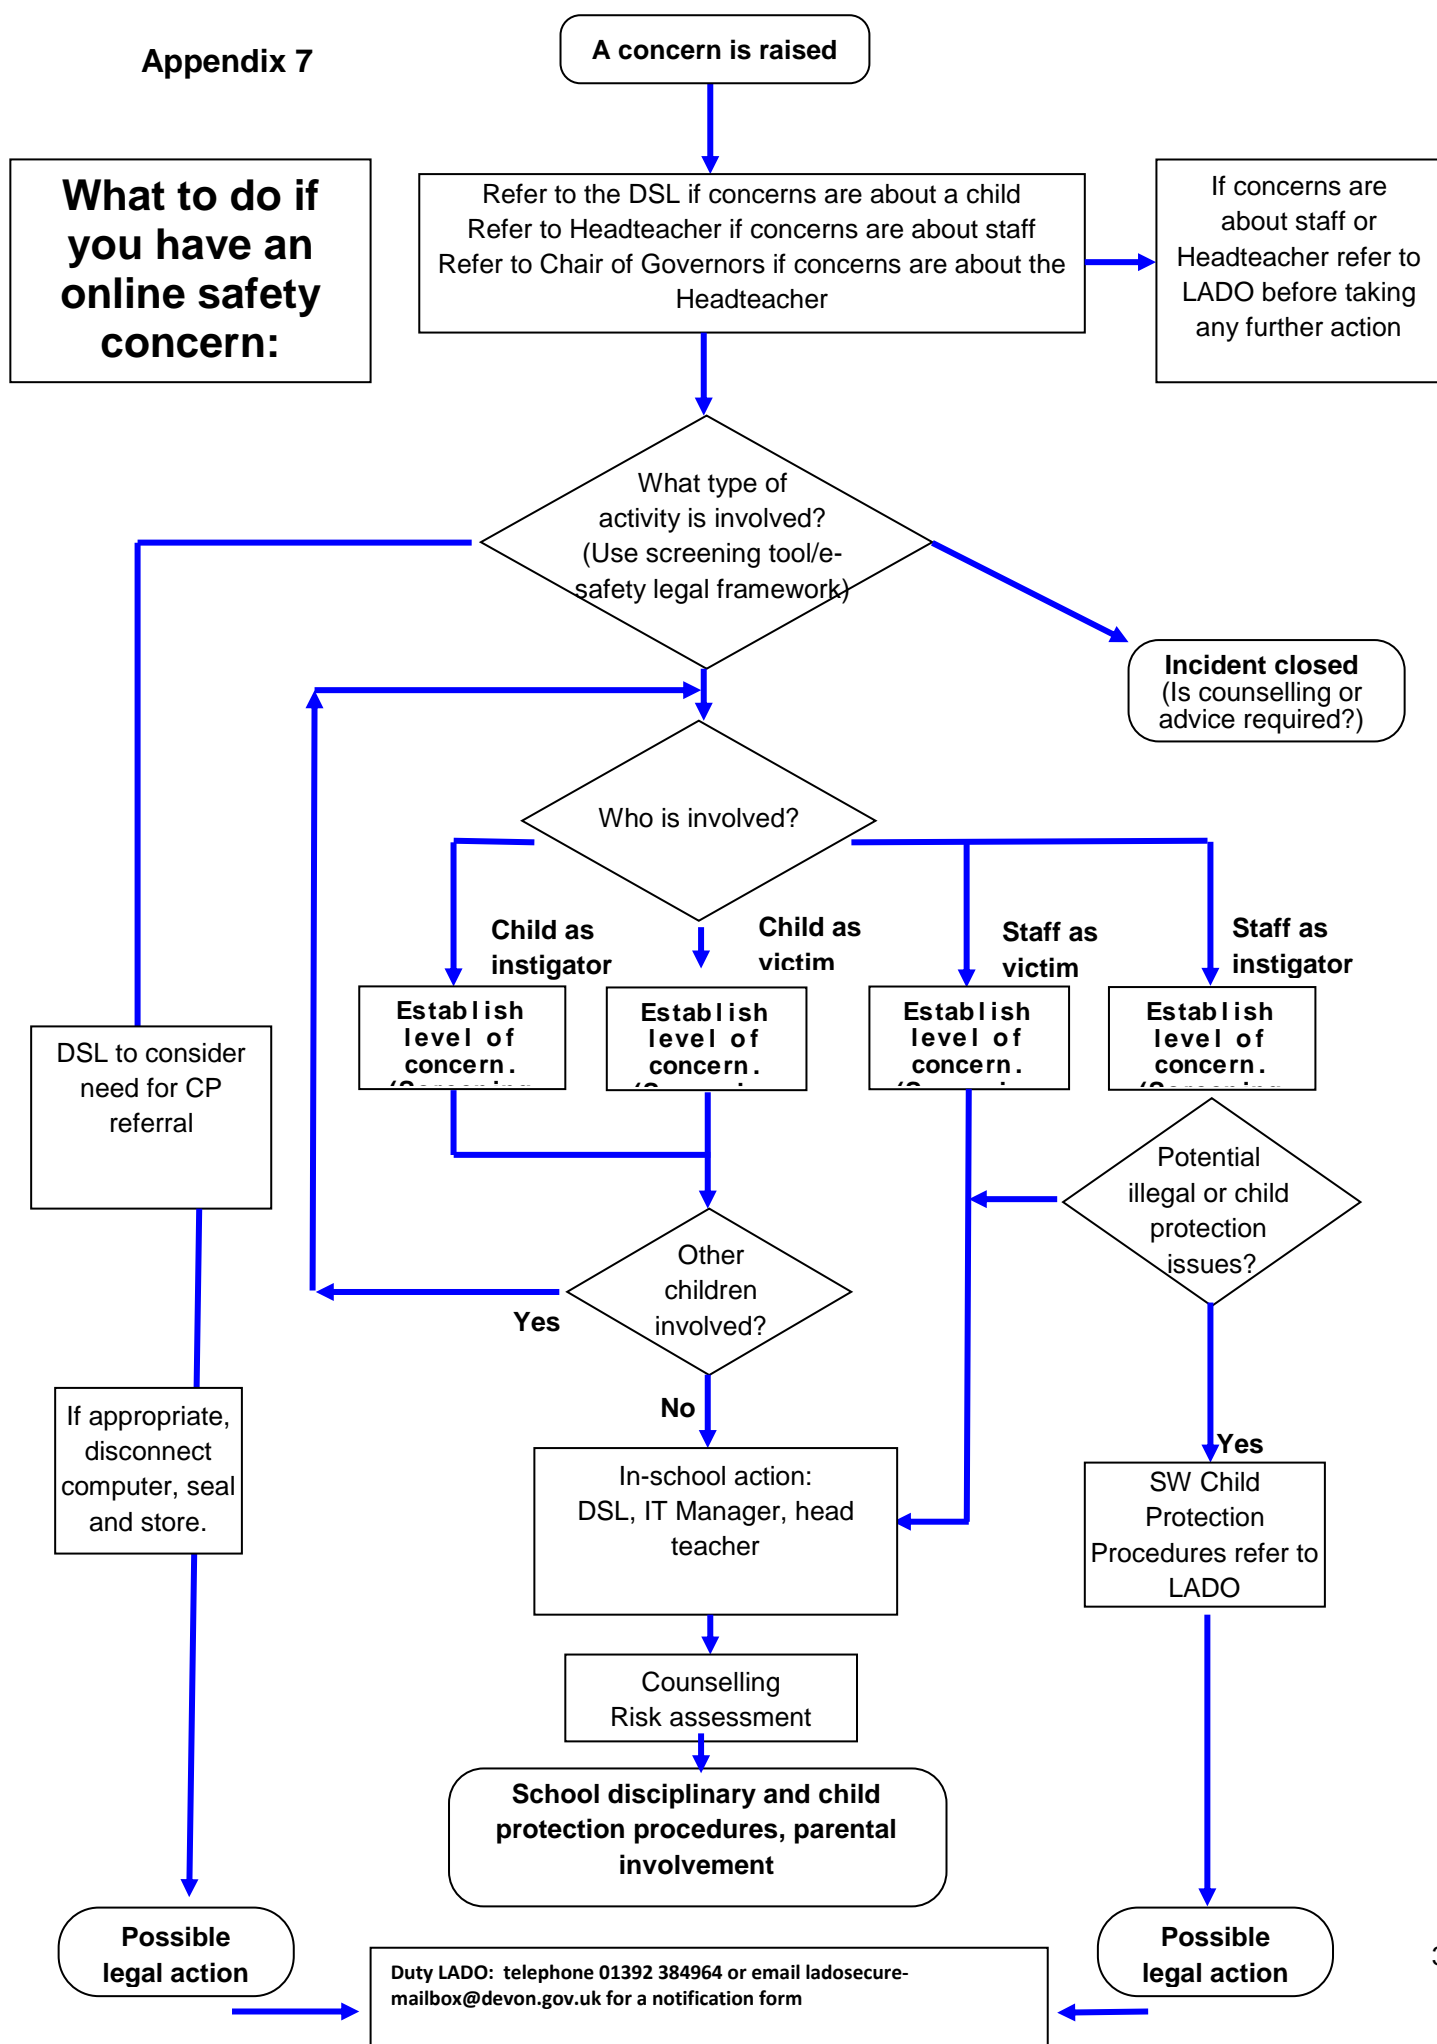 Appendix 7
A concern is raised
What to do if
you have an
online safety
concern:
Refer to the DSL if concerns are about a child
Refer to Headteacher if concerns are about staff
Refer to Chair of Governors if concerns are about the
Headteacher
If concerns are
about staff or
Headteacher refer to
LADO before taking
any further action
What type of
activity is involved?
(Use screening tool/e-
safety legal framework)
Incident closed
(Is counselling or
advice required?)
Who is involved?
Child as
instigator
Child as
victim
Staff as
victim
Staff as
instigator
Establish
level of
concern.
(Screening
Establish
level of
concern.
Establish
level of
concern.
Establish
level of
concern.
(Screening
DSL to consider
need for CP
referral
Potential
illegal or child
protection
issues?
Other
children
involved?
Yes
No
Yes
If appropriate,
disconnect
computer, seal
and store.
In-school action:
DSL, IT Manager, head
teacher
SW Child
Protection
Procedures refer to
LADO
Counselling
Risk assessment
School disciplinary and child
protection procedures, parental
involvement
Possible
legal action
Possible
legal action
Duty LADO: telephone 01392 384964 or email ladosecure-
mailbox@devon.gov.uk for a notification form